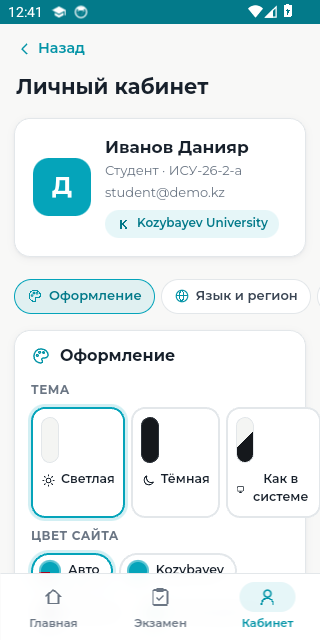 12:41
Назад
Личный кабинет
Д
Иванов Данияр
Студент · ИСУ-26-2-а
student@demo.kz
K Kozybayev University
Оформление
Язык и регион
Оформление
ТЕМА
Светлая
Тёмная
Как в
системе
ЦВЕТ САЙТА
Авто
Kozybayev
Главная
Экзамен
Кабинет